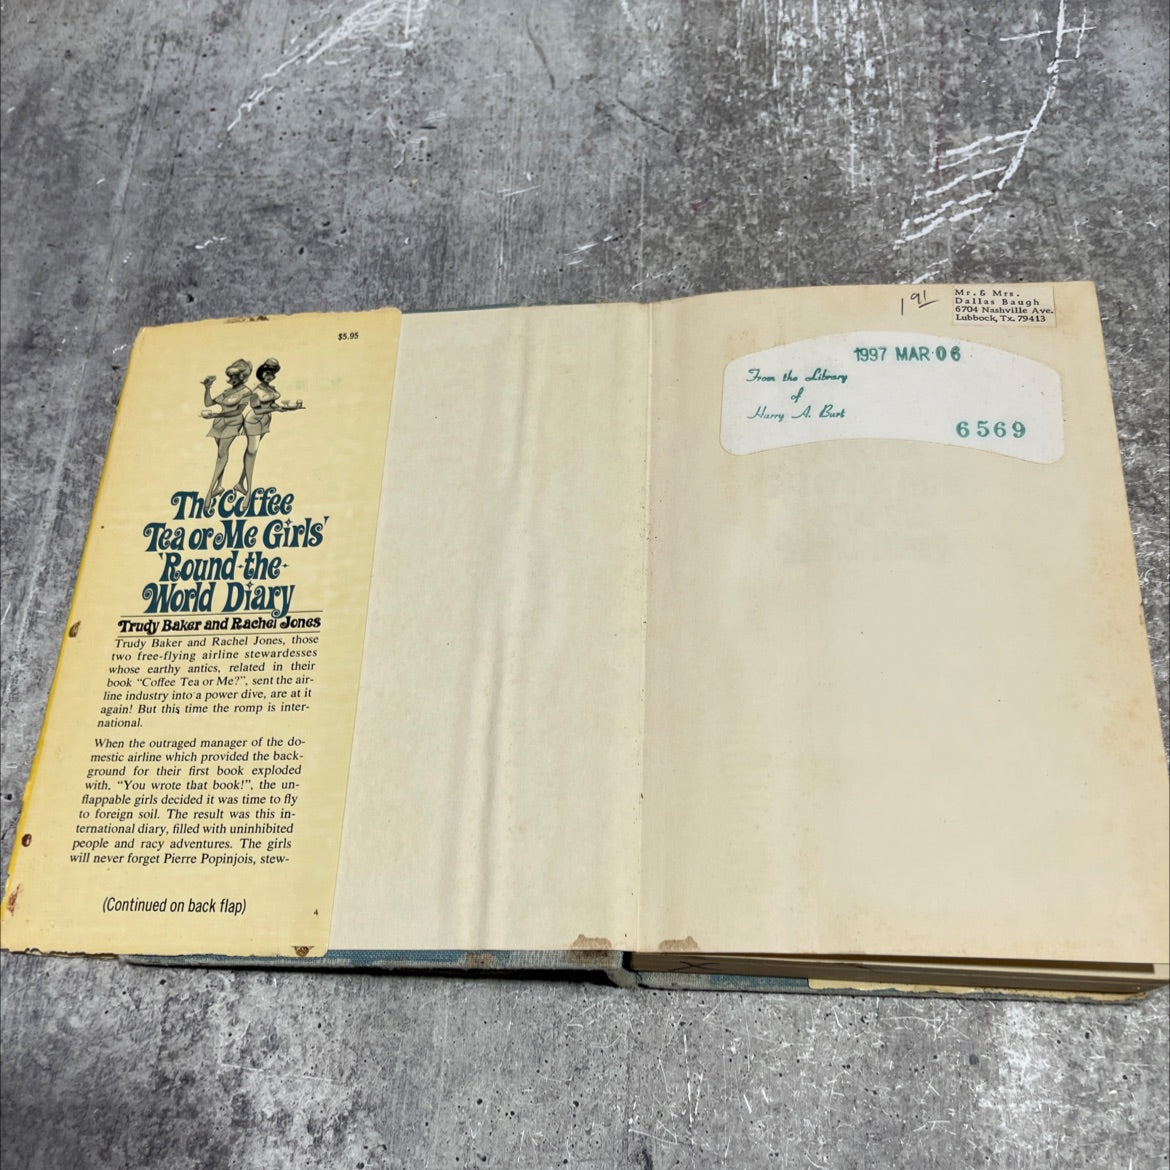 $5.95
The Coffee
Tea or Me Girls'
'Round-the-
World Diary
Trudy Baker and Rachel Jones
Trudy Baker and Rachel Jones, those
two free-flying airline stewardesses
whose earthy antics, related in their
book "Coffee Tea or Me?", sent the air-
line industry into a power dive, are at it
again! But this time the romp is inter-
national.
When the outraged manager of the do-
mestic airline which provided the back-
ground for their first book exploded
with, "You wrote that book!", the un-
flappable girls decided it was time to fly
to foreign soil. The result was this in-
ternational diary, filled with uninhibited
people and racy adventures. The girls
will never forget Pierre Popinjois, stew-
(Continued on back flap)
4
1 91
Mr. & Mrs.
Dallas Baugh
6704 Nashville Ave.
Lubbock, Tx. 79413
1997 MAR 06
From the Library
of
Harry A. Burt
6569